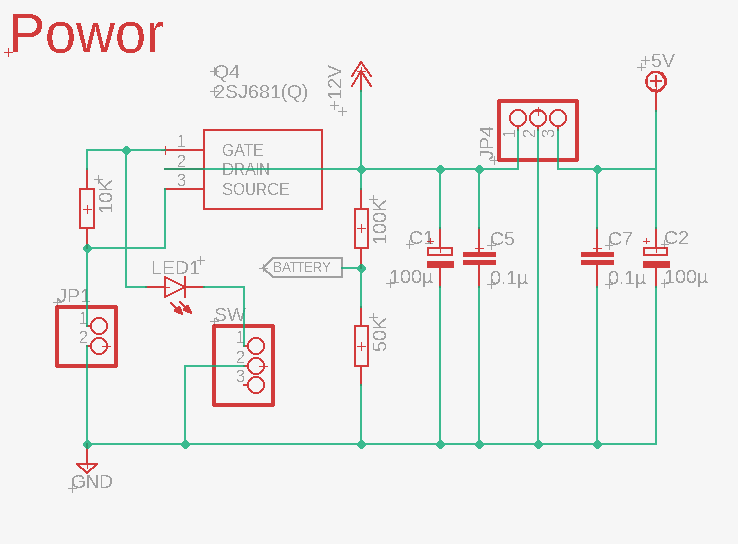 Powor
Q4
2SJ681(Q)
+12V
+5V
JP4
1
2
3
1
GATE
2
DRAIN
3
SOURCE
10K
100K
C1
100µ
C5
0.1µ
C7
0.1µ
C2
100µ
LED1
BATTERY
JP1
1
2
SW
1
2
3
50K
GND